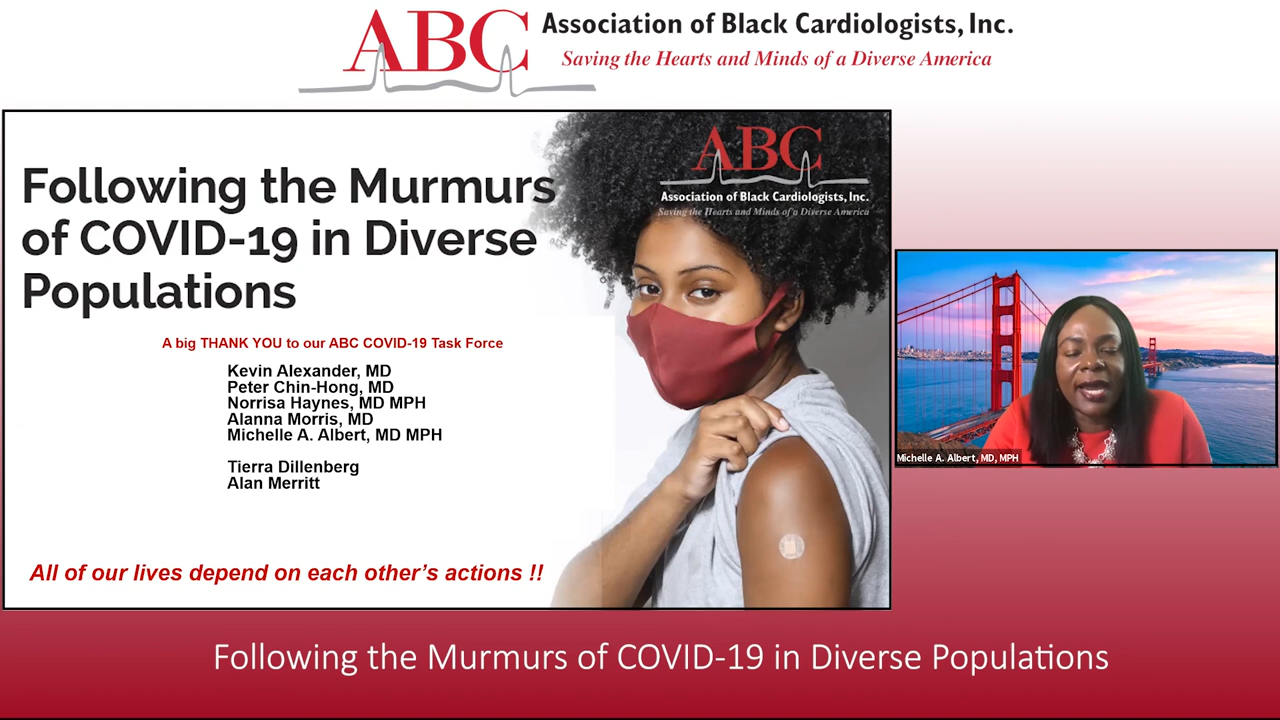 ABC
Association of Black Cardiologists, Inc.
Saving the Hearts and Minds of a Diverse America
Following the Murmurs
of COVID-19 in Diverse
Populations
ABC
Association of Black Cardiologists, Inc.
Saving the Hearts and Minds of a Diverse America
A big THANK YOU to our ABC COVID-19 Task Force
Kevin Alexander, MD
Peter Chin-Hong, MD
Norrisa Haynes, MD MPH
Alanna Morris, MD
Michelle A. Albert, MD MPH
Tierra Dillenberg
Alan Merritt
All of our lives depend on each other's actions !!
Michelle A. Albert, MD, MPH
Following the Murmurs of COVID-19 in Diverse Populations